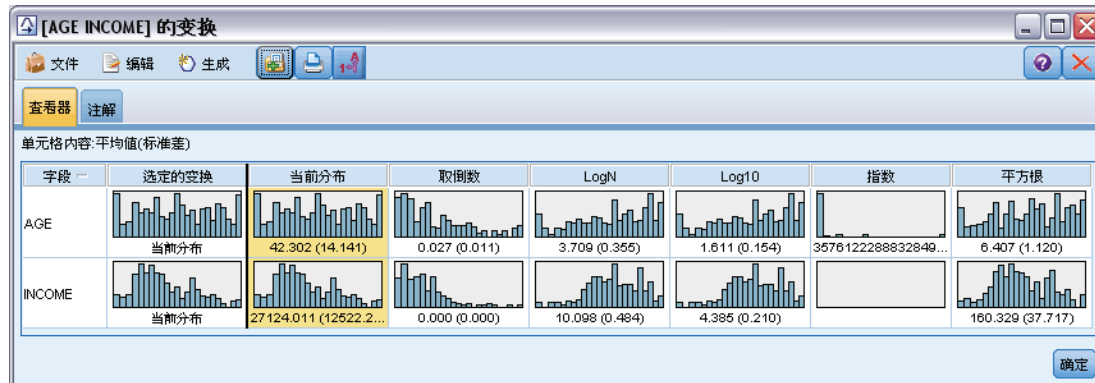 [AGE INCOME] 的变换
文件 编辑 生成
查看器 注解
单元格内容:平均值(标准差)
字段 选定的变换 当前分布 取倒数 LogN Log10 指数 平方根
AGE 当前分布 42.302 (14.141) 0.027 (0.011) 3.709 (0.355) 1.611 (0.154) 3576122288832849... 6.407 (1.120)
INCOME 当前分布 27124.011 (12522.2... 0.000 (0.000) 10.098 (0.484) 4.385 (0.210) 160.329 (37.717)
确定